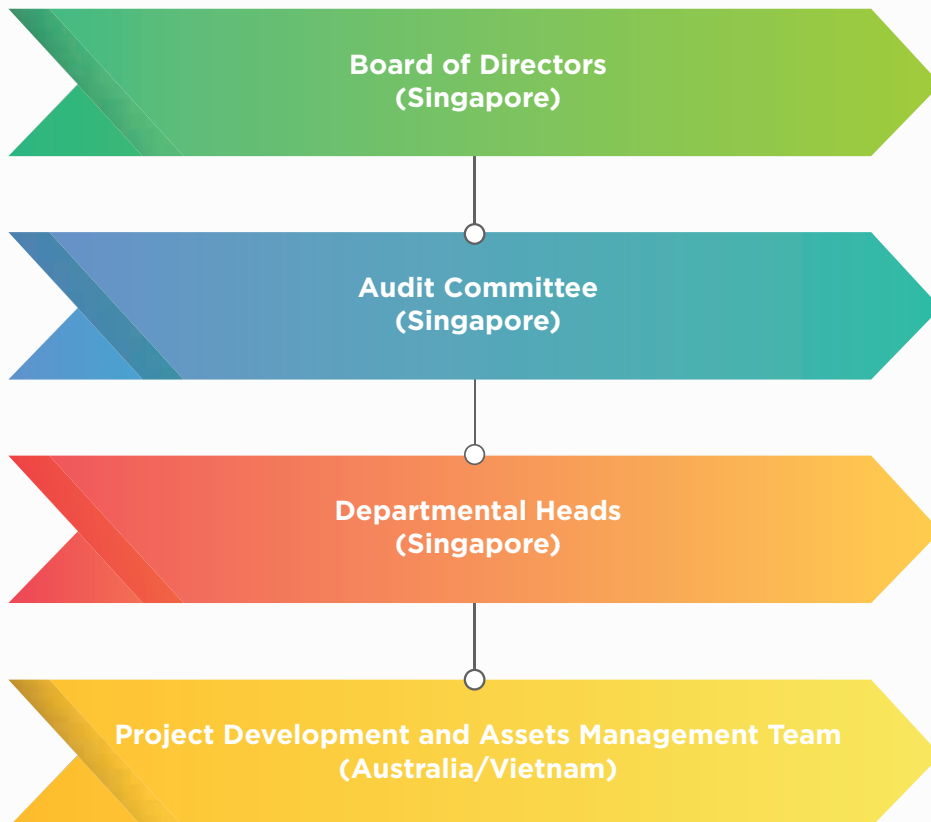 Board of Directors
(Singapore)
Audit Committee
(Singapore)
Departmental Heads
(Singapore)
Project Development and Assets Management Team
(Australia/Vietnam)